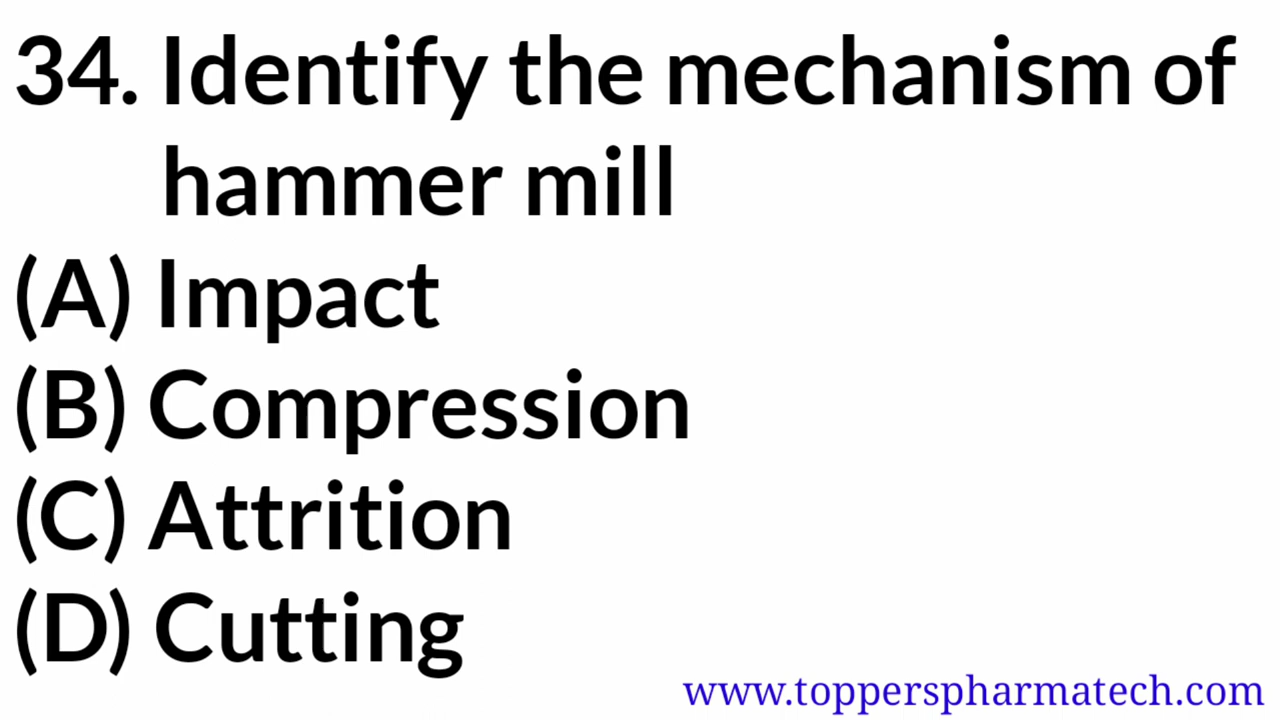 34. Identify the mechanism of
hammer mill
(A) Impact
(B) Compression
(C) Attrition
(D) Cutting
www.topperspharmatech.com